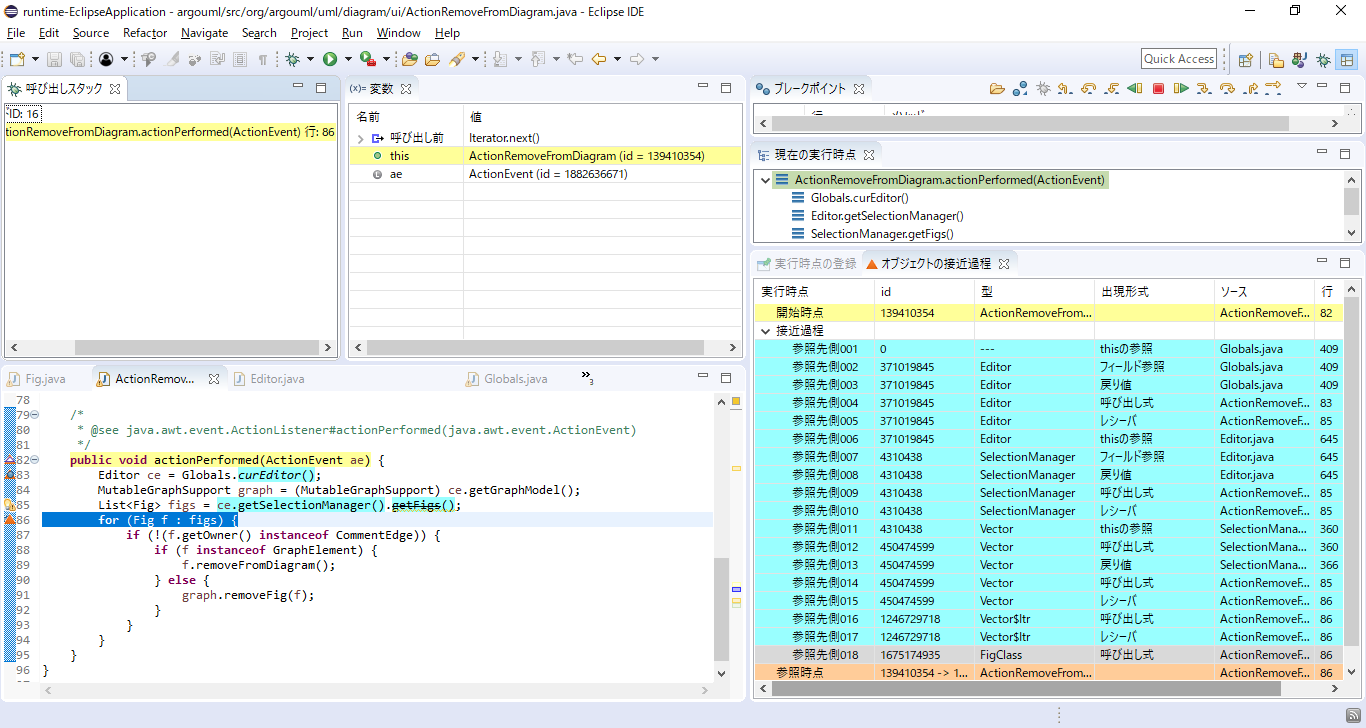 runtime-EclipseApplication - argouml/src/org/argouml/uml/diagram/ui/ActionRemoveFromDiagram.java - Eclipse IDE
File Edit Source Refactor Navigate Search Project Run Window Help
Quick Access
呼び出しスタック
ID: 16
tionRemoveFromDiagram.actionPerformed(ActionEvent) 行: 86
(x)= 変数
名前 値
呼び出し前 Iterator.next()
this ActionRemoveFromDiagram (id = 139410354)
ae ActionEvent (id = 1882636671)
ブレークポイント
現在の実行時点
ActionRemoveFromDiagram.actionPerformed(ActionEvent)
Globals.curEditor()
Editor.getSelectionManager()
SelectionManager.getFigs()
実行時点の登録 オブジェクトの接近過程
実行時点 id 型 出現形式 ソース 行
開始時点 139410354 ActionRemoveFrom... ActionRemoveF... 82
接近過程
参照先側001 0 --- thisの参照 Globals.java 409
参照先側002 371019845 Editor フィールド参照 Globals.java 409
参照先側003 371019845 Editor 戻り値 Globals.java 409
参照先側004 371019845 Editor 呼び出し式 ActionRemoveF... 83
参照先側005 371019845 Editor レシーバ ActionRemoveF... 85
参照先側006 371019845 Editor thisの参照 Editor.java 645
参照先側007 4310438 SelectionManager フィールド参照 Editor.java 645
参照先側008 4310438 SelectionManager 戻り値 Editor.java 645
参照先側009 4310438 SelectionManager 呼び出し式 ActionRemoveF... 85
参照先側010 4310438 SelectionManager レシーバ ActionRemoveF... 85
参照先側011 4310438 Vector thisの参照 SelectionMana... 360
参照先側012 450474599 Vector 呼び出し式 SelectionMana... 360
参照先側013 450474599 Vector 戻り値 SelectionMana... 366
参照先側014 450474599 Vector 呼び出し式 ActionRemoveF... 85
参照先側015 450474599 Vector レシーバ ActionRemoveF... 86
参照先側016 1246729718 Vector$Itr 呼び出し式 ActionRemoveF... 86
参照先側017 1246729718 Vector$Itr レシーバ ActionRemoveF... 86
参照先側018 1675174935 FigClass 呼び出し式 ActionRemoveF... 86
参照時点 139410354 -> 1... ActionRemoveFrom... ActionRemoveF... 86
Fig.java ActionRemov... Editor.java Globals.java »3
78
79 /*
80 * @see java.awt.event.ActionListener#actionPerformed(java.awt.event.ActionEvent)
81 */
82 public void actionPerformed(ActionEvent ae) {
83 Editor ce = Globals.curEditor();
84 MutableGraphSupport graph = (MutableGraphSupport) ce.getGraphModel();
85 List<Fig> figs = ce.getSelectionManager().getFigs();
86 for (Fig f : figs) {
87 if (!(f.getOwner() instanceof CommentEdge)) {
88 if (f instanceof GraphElement) {
89 f.removeFromDiagram();
90 } else {
91 graph.removeFig(f);
92 }
93 }
94 }
95 }
96 }